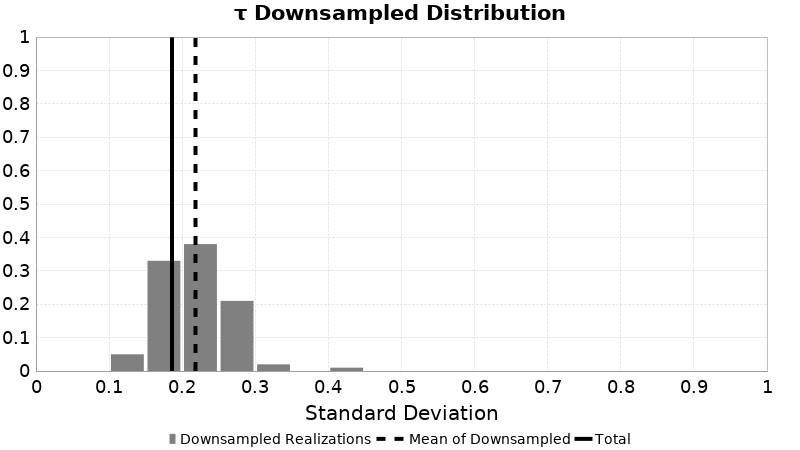 τ Downsampled Distribution
1
0.9
0.8
0.7
0.6
0.5
0.4
0.3
0.2
0.1
0
0 0.1 0.2 0.3 0.4 0.5 0.6 0.7 0.8 0.9 1
Standard Deviation
Downsampled Realizations Mean of Downsampled Total